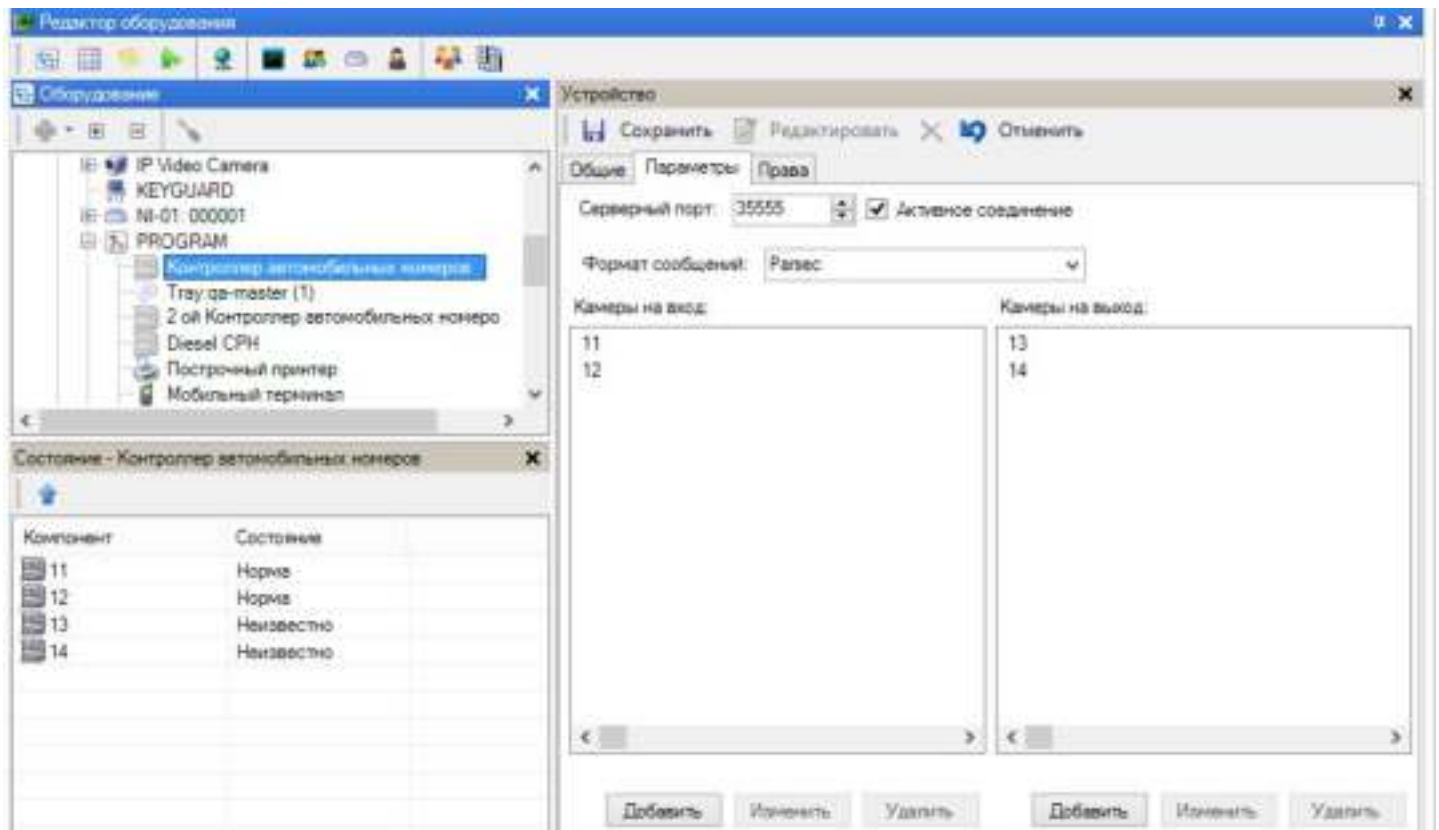 Редактор оборудования
Оборудование
IP Video Camera
KEYGUARD
NI-01: 000001
PROGRAM
Контроллер автомобильных номеров
Tray:qa-master (1)
2 ой Контроллер автомобильных номеро
Diesel CPH
Построчный принтер
Мобильный терминал
Состояние - Контроллер автомобильных номеров
Компонент Состояние
11 Норма
12 Норма
13 Неизвестно
14 Неизвестно
Устройство
Сохранить Редактировать Отменить
Общие Параметры Права
Серверный порт: 35555 Активное соединение
Формат сообщений: Parsec
Камеры на вход: Камеры на выход:
11 13
12 14
Добавить Изменить Удалить Добавить Изменить Удалить